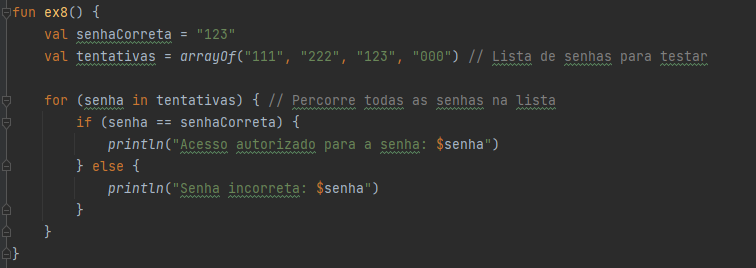 fun ex8() {
    val senhaCorreta = "123"
    val tentativas = arrayOf("111", "222", "123", "000") // Lista de senhas para testar

    for (senha in tentativas) { // Percorre todas as senhas na lista
        if (senha == senhaCorreta) {
            println("Acesso autorizado para a senha: $senha")
        } else {
            println("Senha incorreta: $senha")
        }
    }
}